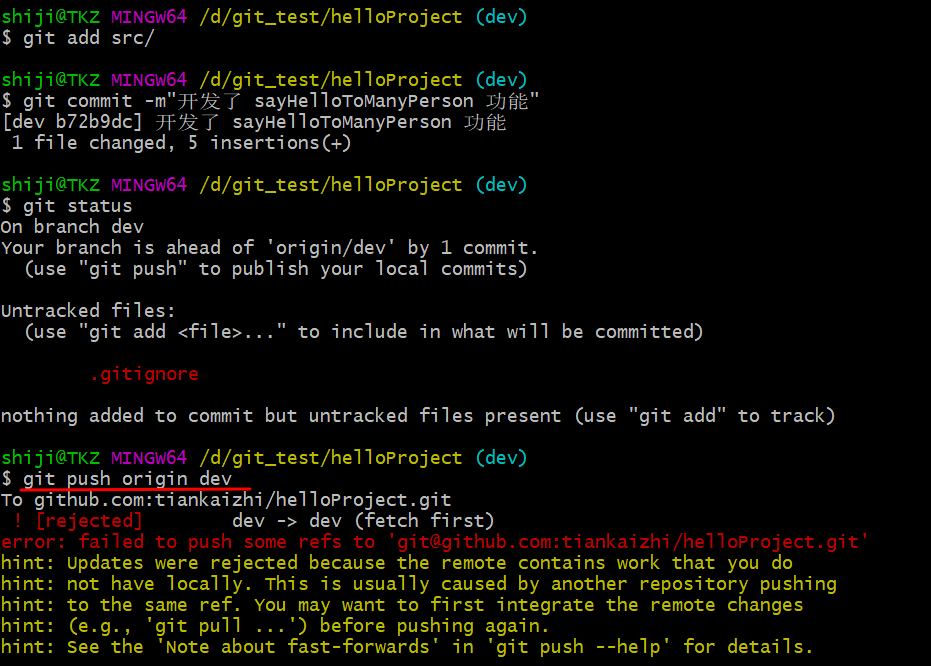 shiji@TKZ MINGW64 /d/git_test/helloProject (dev)
$ git add src/
shiji@TKZ MINGW64 /d/git_test/helloProject (dev)
$ git commit -m"开发了 sayHelloToManyPerson 功能"
[dev b72b9dc] 开发了 sayHelloToManyPerson 功能
1 file changed, 5 insertions(+)
shiji@TKZ MINGW64 /d/git_test/helloProject (dev)
$ git status
On branch dev
Your branch is ahead of 'origin/dev' by 1 commit.
(use "git push" to publish your local commits)
Untracked files:
(use "git add <file>..." to include in what will be committed)
.gitignore
nothing added to commit but untracked files present (use "git add" to track)
shiji@TKZ MINGW64 /d/git_test/helloProject (dev)
$ git push origin dev
To github.com:tiankaizhi/helloProject.git
! [rejected] dev -> dev (fetch first)
error: failed to push some refs to 'git@github.com:tiankaizhi/helloProject.git'
hint: Updates were rejected because the remote contains work that you do
hint: not have locally. This is usually caused by another repository pushing
hint: to the same ref. You may want to first integrate the remote changes
hint: (e.g., 'git pull ...') before pushing again.
hint: See the 'Note about fast-forwards' in 'git push --help' for details.